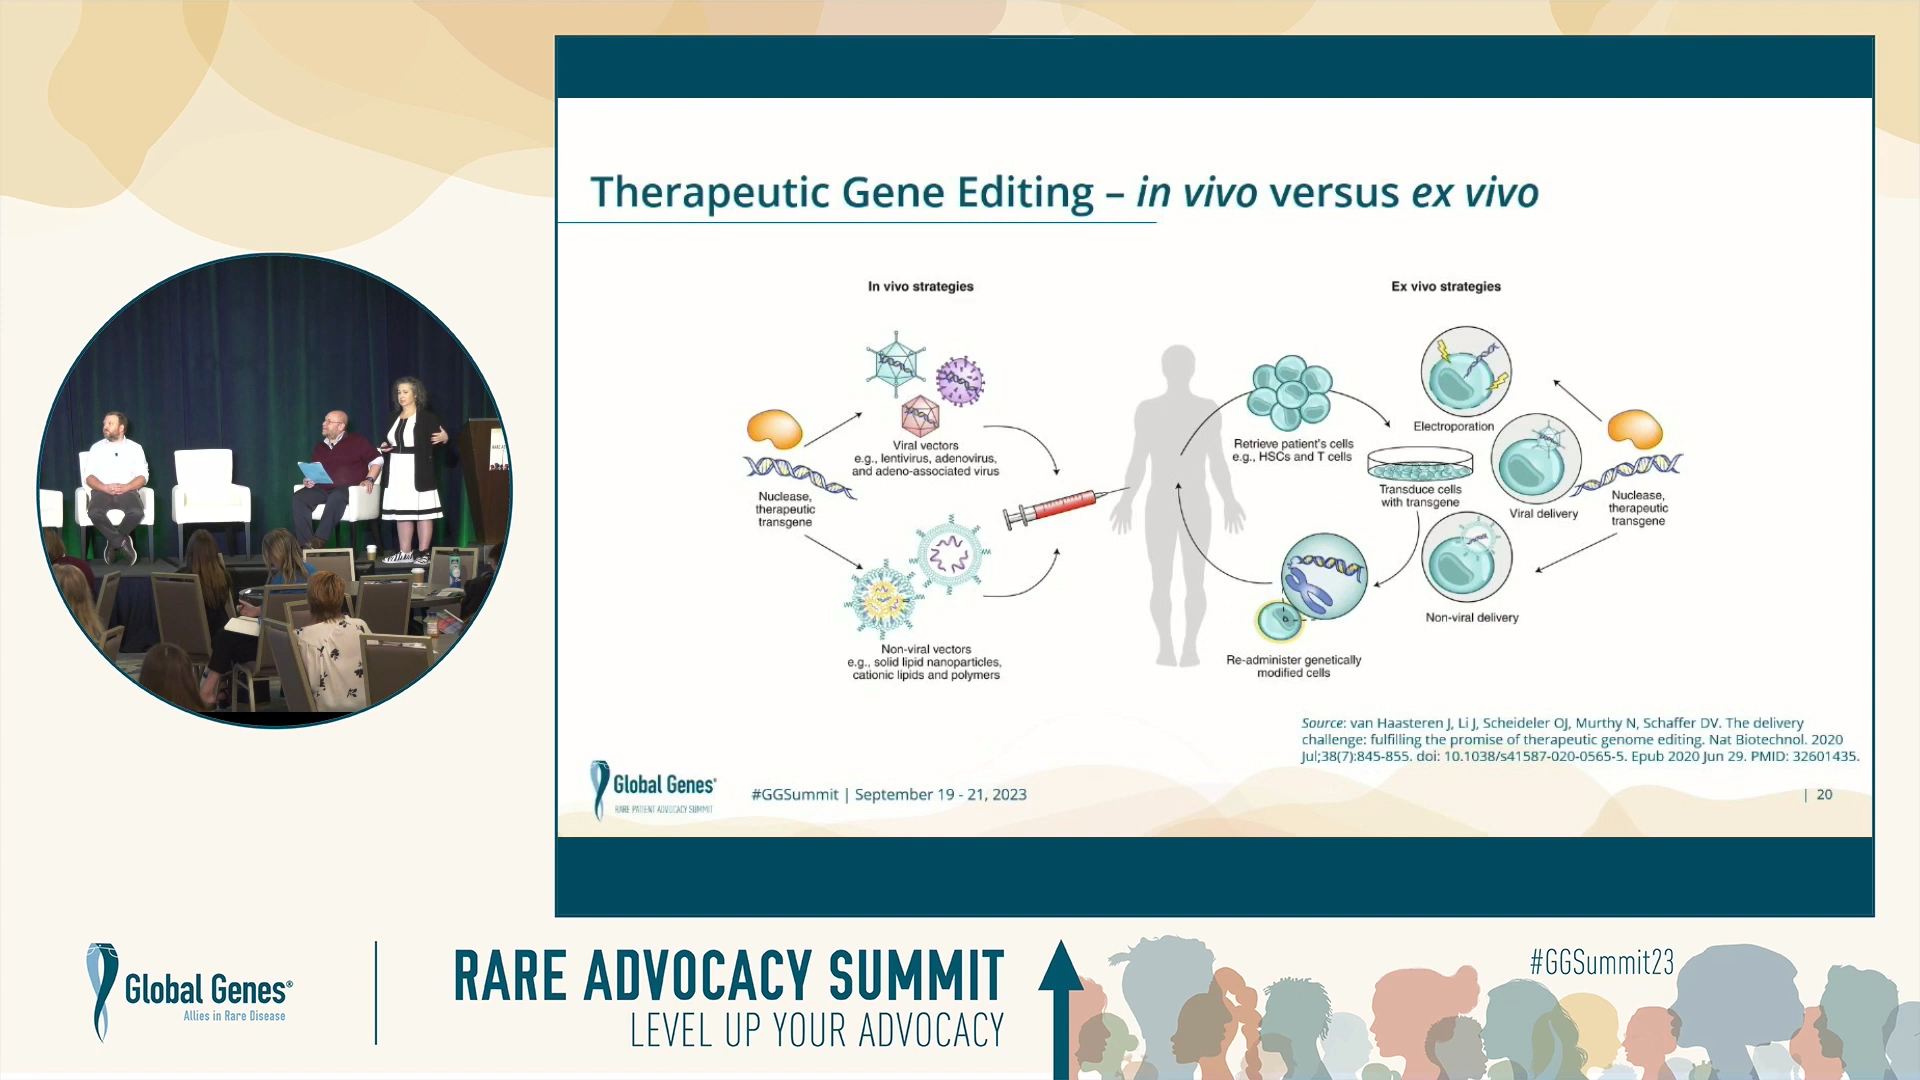 Therapeutic Gene Editing – in vivo versus ex vivo
In vivo strategies
Viral vectors
e.g., lentivirus, adenovirus,
and adeno-associated virus
Nuclease,
therapeutic
transgene
Non-viral vectors
e.g., solid lipid nanoparticles,
cationic lipids and polymers
Ex vivo strategies
Retrieve patient's cells
e.g., HSCs and T cells
Electroporation
Transduce cells
with transgene
Viral delivery
Nuclease,
therapeutic
transgene
Non-viral delivery
Re-administer genetically
modified cells
Source: van Haasteren J, Li J, Scheideler OJ, Murthy N, Schaffer DV. The delivery
challenge: fulfilling the promise of therapeutic genome editing. Nat Biotechnol. 2020
Jul;38(7):845-855. doi: 10.1038/s41587-020-0565-5. Epub 2020 Jun 29. PMID: 32601435.
Global Genes®
RARE PATIENT ADVOCACY SUMMIT
#GGSummit | September 19 - 21, 2023
| 20
Global Genes®
Allies in Rare Disease
RARE ADVOCACY SUMMIT
LEVEL UP YOUR ADVOCACY
#GGSummit23